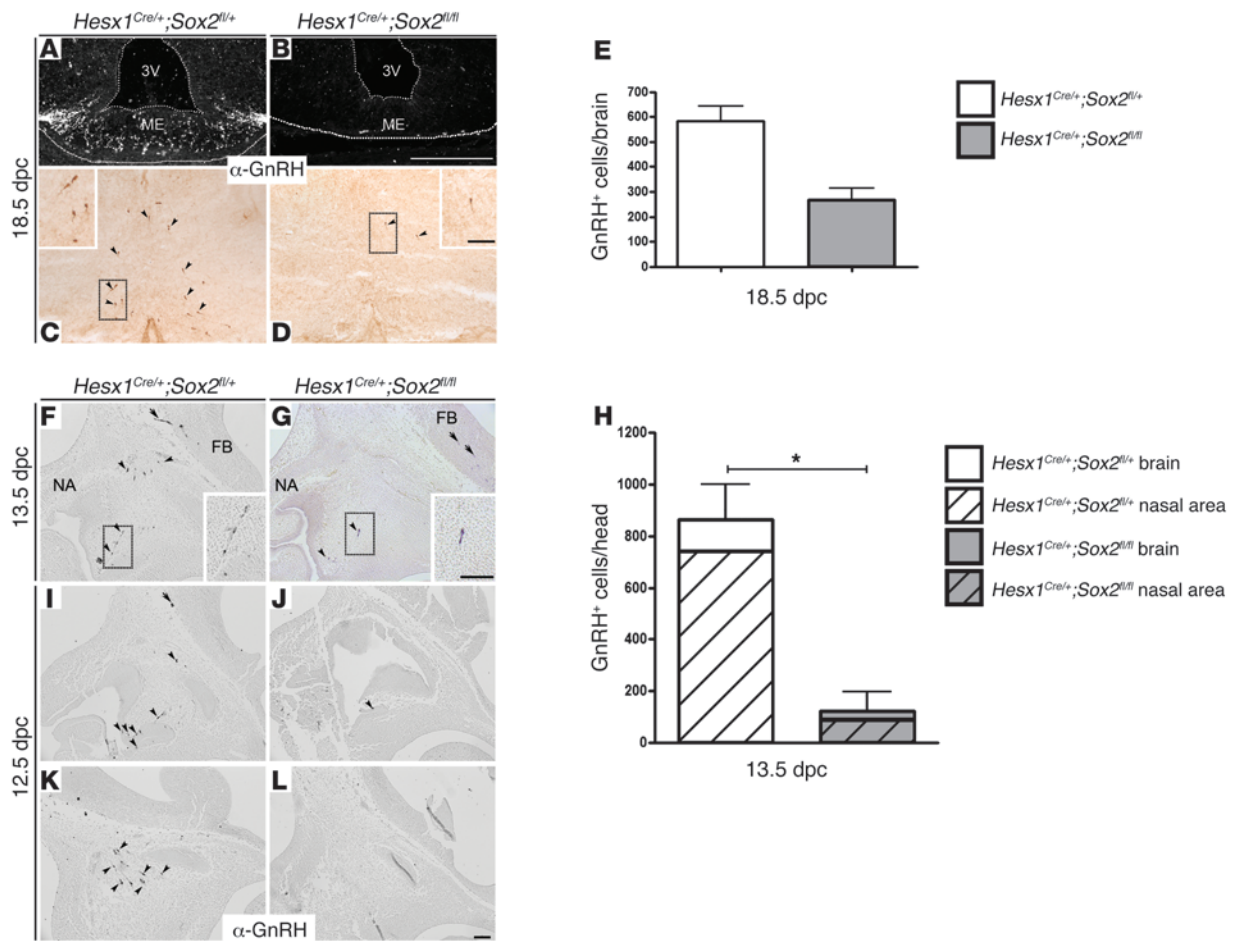 Hesx1Cre/+;Sox2fl/+ Hesx1Cre/+;Sox2fl/fl
18.5 dpc
A 3V ME
B 3V ME
α-GnRH
C D
E
GnRH+ cells/brain
700
600
500
400
300
200
100
0
18.5 dpc
Hesx1Cre/+;Sox2fl/+
Hesx1Cre/+;Sox2fl/fl
Hesx1Cre/+;Sox2fl/+ Hesx1Cre/+;Sox2fl/fl
13.5 dpc
F FB NA
G FB NA
12.5 dpc
I J
K L
α-GnRH
H
GnRH+ cells/head
1200
1000
800
600
400
200
0
*
13.5 dpc
Hesx1Cre/+;Sox2fl/+ brain
Hesx1Cre/+;Sox2fl/+ nasal area
Hesx1Cre/+;Sox2fl/fl brain
Hesx1Cre/+;Sox2fl/fl nasal area